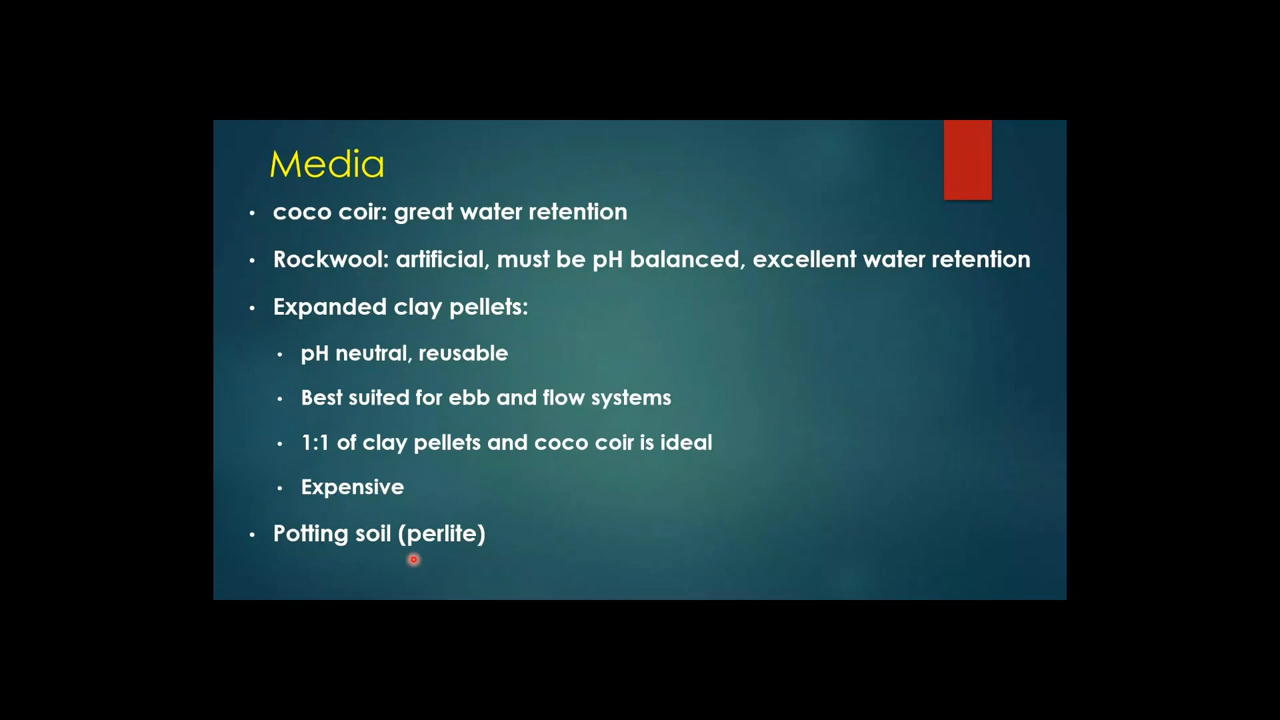 Media
• coco coir: great water retention
• Rockwool: artificial, must be pH balanced, excellent water retention
• Expanded clay pellets:
• pH neutral, reusable
• Best suited for ebb and flow systems
• 1:1 of clay pellets and coco coir is ideal
• Expensive
• Potting soil (perlite)